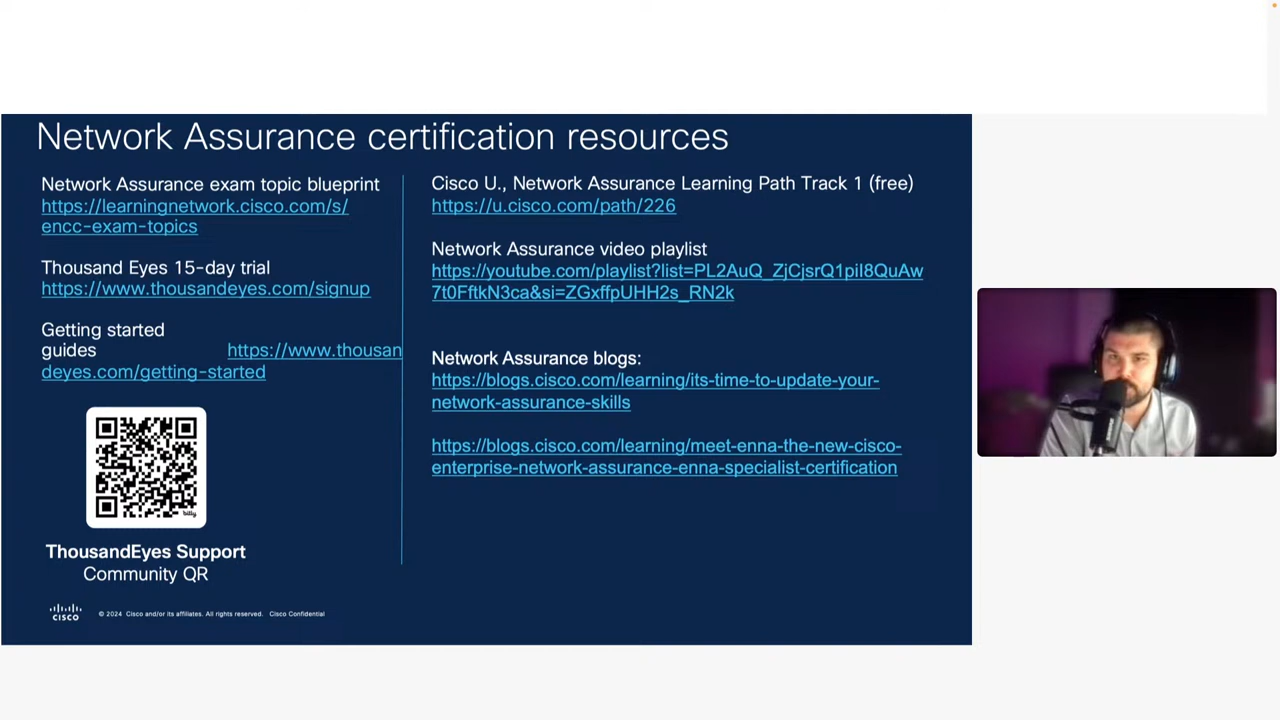 Network Assurance certification resources
Network Assurance exam topic blueprint
https://learningnetwork.cisco.com/s/
encc-exam-topics
Thousand Eyes 15-day trial
https://www.thousandeyes.com/signup
Getting started
guides https://www.thousan
deyes.com/getting-started
bitly
ThousandEyes Support
Community QR
Cisco U., Network Assurance Learning Path Track 1 (free)
https://u.cisco.com/path/226
Network Assurance video playlist
https://youtube.com/playlist?list=PL2AuQ_ZjCjsrQ1piI8QuAw
7t0FftkN3ca&si=ZGxffpUHH2s_RN2k
Network Assurance blogs:
https://blogs.cisco.com/learning/its-time-to-update-your-
network-assurance-skills
https://blogs.cisco.com/learning/meet-enna-the-new-cisco-
enterprise-network-assurance-enna-specialist-certification
CISCO
© 2024 Cisco and/or its affiliates. All rights reserved. Cisco Confidential